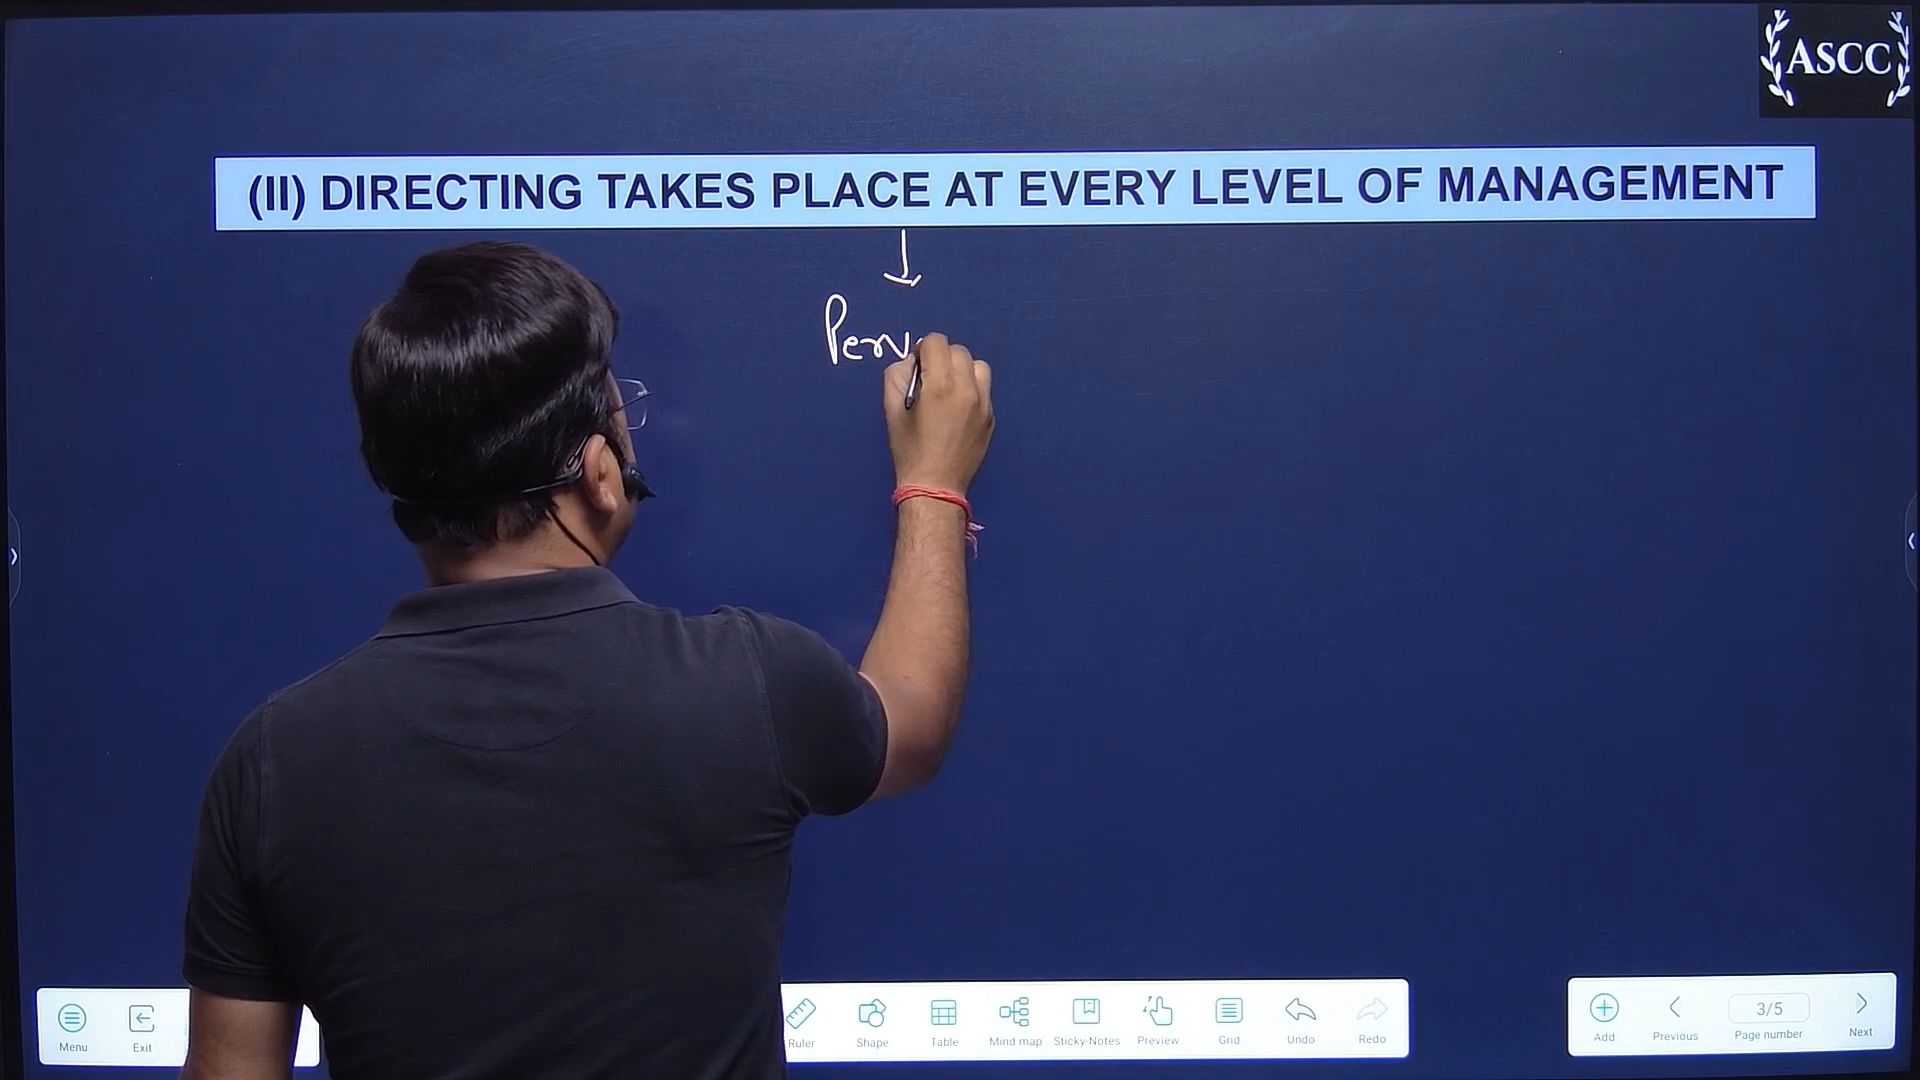 ASCC
(II) DIRECTING TAKES PLACE AT EVERY LEVEL OF MANAGEMENT
Perv
Menu
Exit
Ruler
Shape
Table
Mind map
Sticky-Notes
Preview
Grid
Undo
Redo
Add
Previous
3/5
Page number
Next